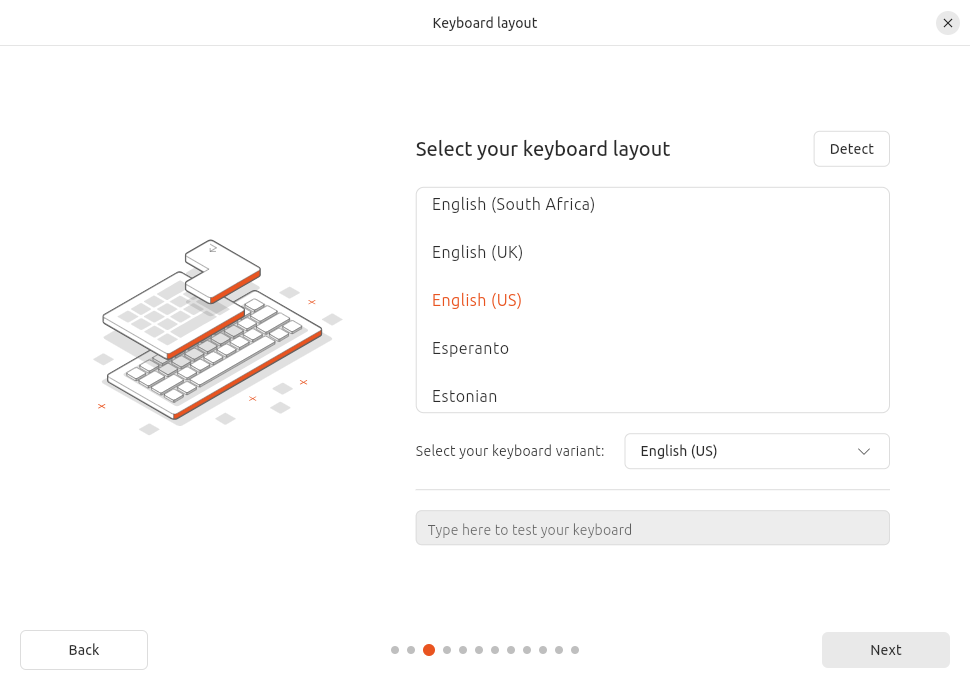 Keyboard layout
Select your keyboard layout
Detect
English (South Africa)
English (UK)
English (US)
Esperanto
Estonian
Select your keyboard variant:
English (US)
Type here to test your keyboard
Back
Next